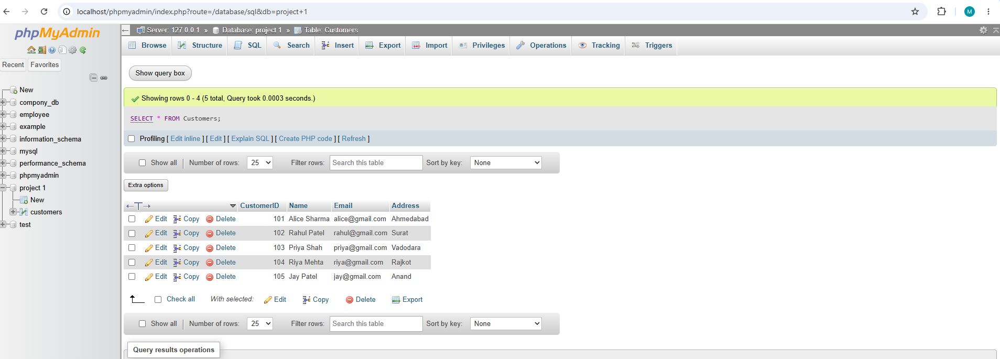 localhost/phpmyadmin/index.php?route=/database/sql&db=project+1
M
phpMyAdmin
Recent Favorites
New
compony_db
employee
example
information_schema
mysql
performance_schema
phpmyadmin
project 1
New
customers
test
Server: 127.0.0.1 » Database: project 1 » Table: Customers
Browse Structure SQL Search Insert Export Import Privileges Operations Tracking Triggers
Show query box
Showing rows 0 - 4 (5 total, Query took 0.0003 seconds.)
SELECT * FROM Customers;
Profiling [ Edit inline ] [ Edit ] [ Explain SQL ] [ Create PHP code ] [ Refresh ]
Show all Number of rows: 25 Filter rows: Search this table Sort by key: None
Extra options
CustomerID Name Email Address
Edit Copy Delete 101 Alice Sharma alice@gmail.com Ahmedabad
Edit Copy Delete 102 Rahul Patel rahul@gmail.com Surat
Edit Copy Delete 103 Priya Shah priya@gmail.com Vadodara
Edit Copy Delete 104 Riya Mehta riya@gmail.com Rajkot
Edit Copy Delete 105 Jay Patel jay@gmail.com Anand
Check all With selected: Edit Copy Delete Export
Show all Number of rows: 25 Filter rows: Search this table Sort by key: None
Query results operations